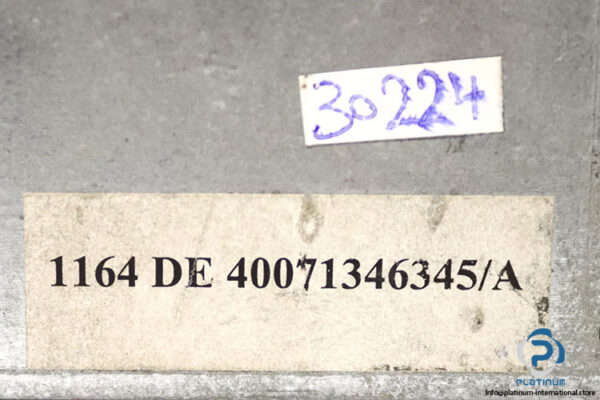 30224
1164 DE 40071346345/A
PLATINUM
info@platinum-international.store